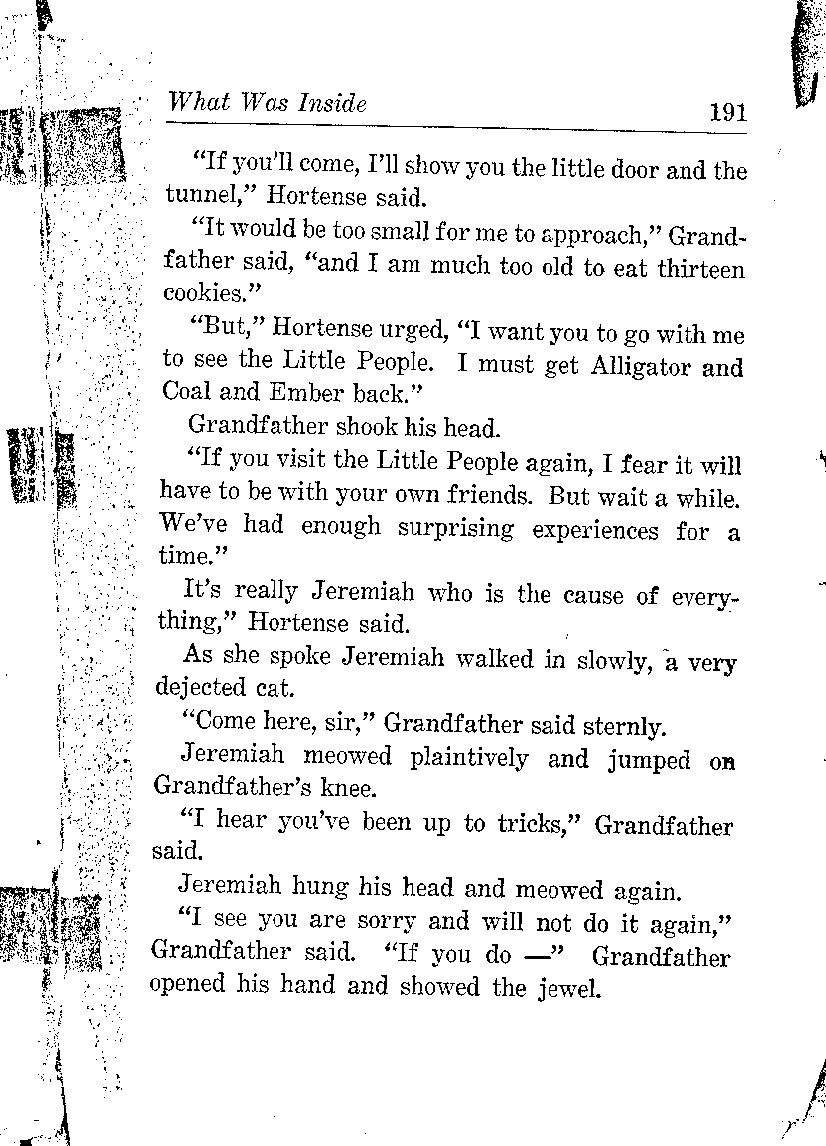 What Was Inside 191
“If you’ll come, I’ll show you the little door and the
tunnel,” Hortense said.
“It would be too small for me to approach,” Grand-
father said, “and I am much too old to eat thirteen
cookies.”
“But,” Hortense urged, “I want you to go with me
to see the Little People. I must get Alligator and
Coal and Ember back.”
Grandfather shook his head.
“If you visit the Little People again, I fear it will
have to be with your own friends. But wait a while.
We’ve had enough surprising experiences for a
time.”
It’s really Jeremiah who is the cause of every-
thing,” Hortense said.
As she spoke Jeremiah walked in slowly, a very
dejected cat.
“Come here, sir,” Grandfather said sternly.
Jeremiah meowed plaintively and jumped on
Grandfather’s knee.
“I hear you’ve been up to tricks,” Grandfather
said.
Jeremiah hung his head and meowed again.
“I see you are sorry and will not do it again,”
Grandfather said. “If you do —” Grandfather
opened his hand and showed the jewel.